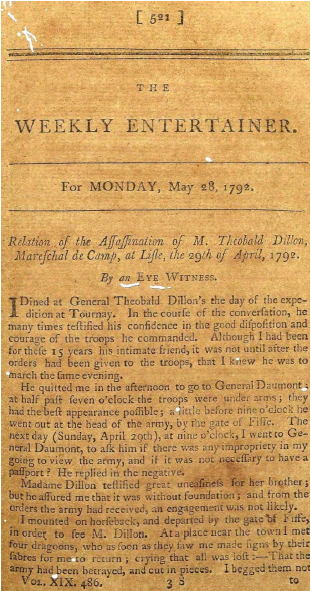 [ 521 ]
THE
WEEKLY ENTERTAINER.
For MONDAY, May 28, 1792.
Relation of the Aſſaſſination of M. Theobald Dillon,
Mareſchal de Camp, at Liſle, the 29th of April, 1792.
By an EYE WITNESS.
I Dined at General Theobald Dillon's the day of the expe-
dition at Tournay. In the courſe of the converſation, he
many times teſtified his confidence in the good diſpoſition and
courage of the troops he commanded. Although I had been
for theſe 15 years his intimate friend, it was not until after the
orders had been given to the troops, that I knew he was to
march the ſame evening.
He quitted me in the afternoon to go to General Daumont;
at half paſt ſeven o'clock the troops were under arms; they
had the beſt appearance poſſible; a little before nine o'clock he
went out at the head of the army, by the gate of Fiſſe. The
next day (Sunday, April 29th), at nine o'clock, I went to Ge-
neral Daumont, to aſk him if there was any impropriety in my
going to view the army, and if it was not neceſſary to have a
paſſport? He replied in the negative.
Madame Dillon teſtified great uneaſineſs for her brother;
but he aſſured me that it was without foundation; and from the
orders the army had received, an engagement was not likely.
I mounted on horſeback, and departed by the gate of Fiſſe,
in order to ſee M. Dillon. At a place near the town I met
four dragoons, who as ſoon as they ſaw me made ſigns by their
ſabres for me to return; crying that all was loſt:—That the
army had been betrayed, and cut in pieces. I begged them not
VOL. XIX. 486. 3 S to